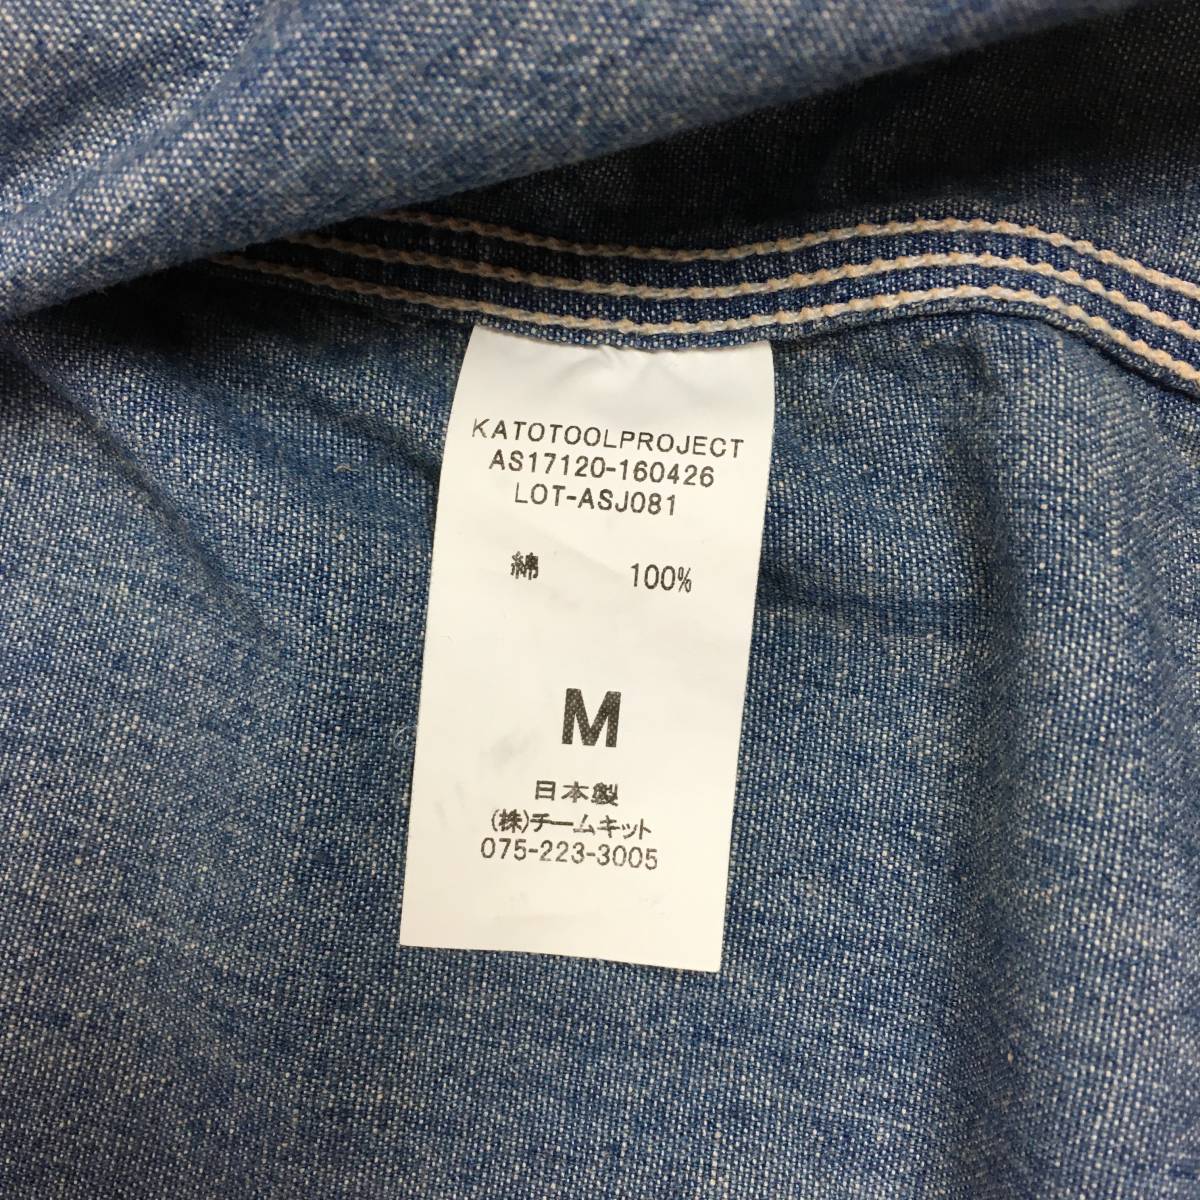 KATOTOOLPROJECT
AS17120-160426
LOT-ASJ081
綿 100%
M
日本製
(株)チームキット
075-223-3005